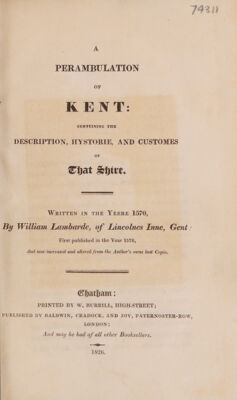 74311
A
PERAMBULATION
OF
KENT:
CONTEINING THE
DESCRIPTION, HYSTORIE, AND CUSTOMES
OF
That Shire.
WRITTEN IN THE YEERE 1570,
By William Lambarde, of Lincolnes Inne, Gent:
First published in the Year 1576,
And now increased and altered from the Author's owne last Copie.
Chatham:
PRINTED BY W. BURRILL, HIGH-STREET;
PUBLISHED BY BALDWIN, CRADOCK, AND JOY, PATERNOSTER-ROW,
LONDON;
And may be had of all other Booksellers.
1826.